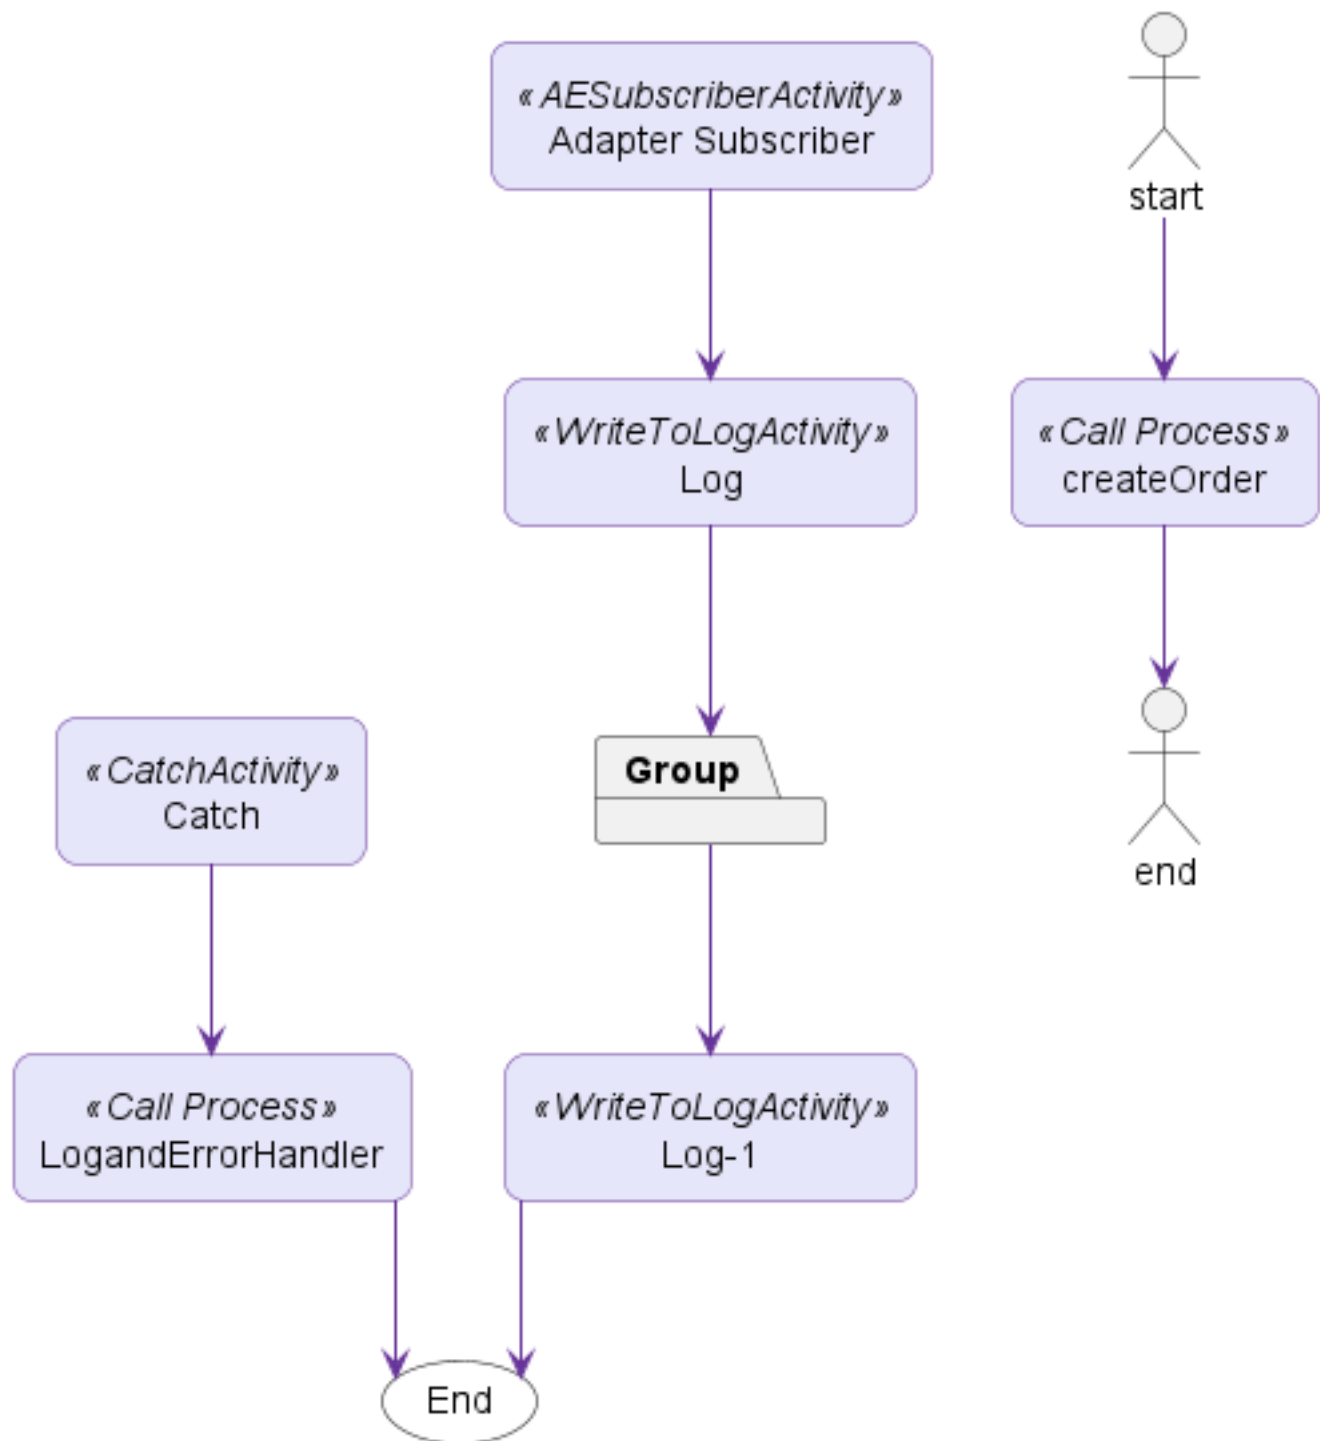 «AESubscriberActivity»
Adapter Subscriber
start
«WriteToLogActivity»
Log
«Call Process»
createOrder
Group
«CatchActivity»
Catch
end
«Call Process»
LogandErrorHandler
«WriteToLogActivity»
Log-1
End